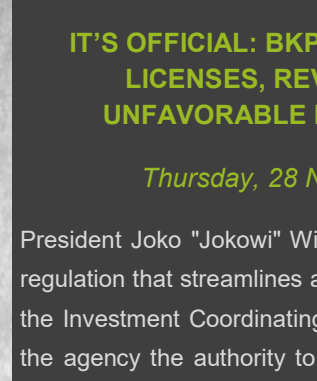 IT’S OFFICIAL: BKP
LICENSES, REV
UNFAVORABLE
Thursday, 28 N
President Joko "Jokowi" Wi
regulation that streamlines a
the Investment Coordinating
the agency the authority to